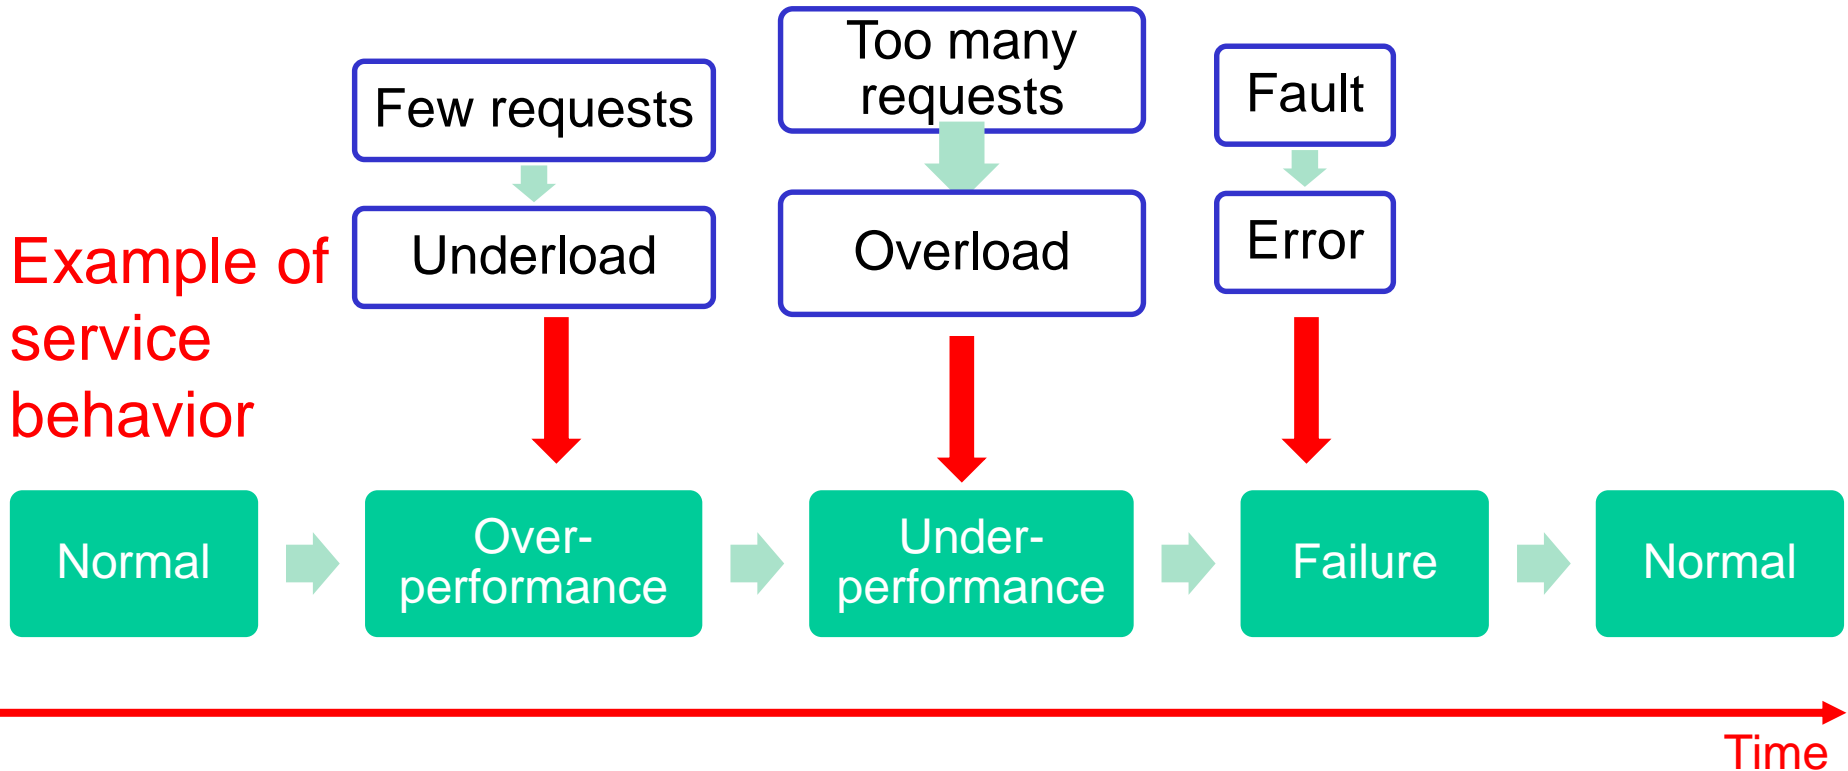 Too many
requests
Few requests
Fault
Underload
Overload
Error
Example of
service
behavior
Normal
Over-
performance
Under-
performance
Failure
Normal
Time